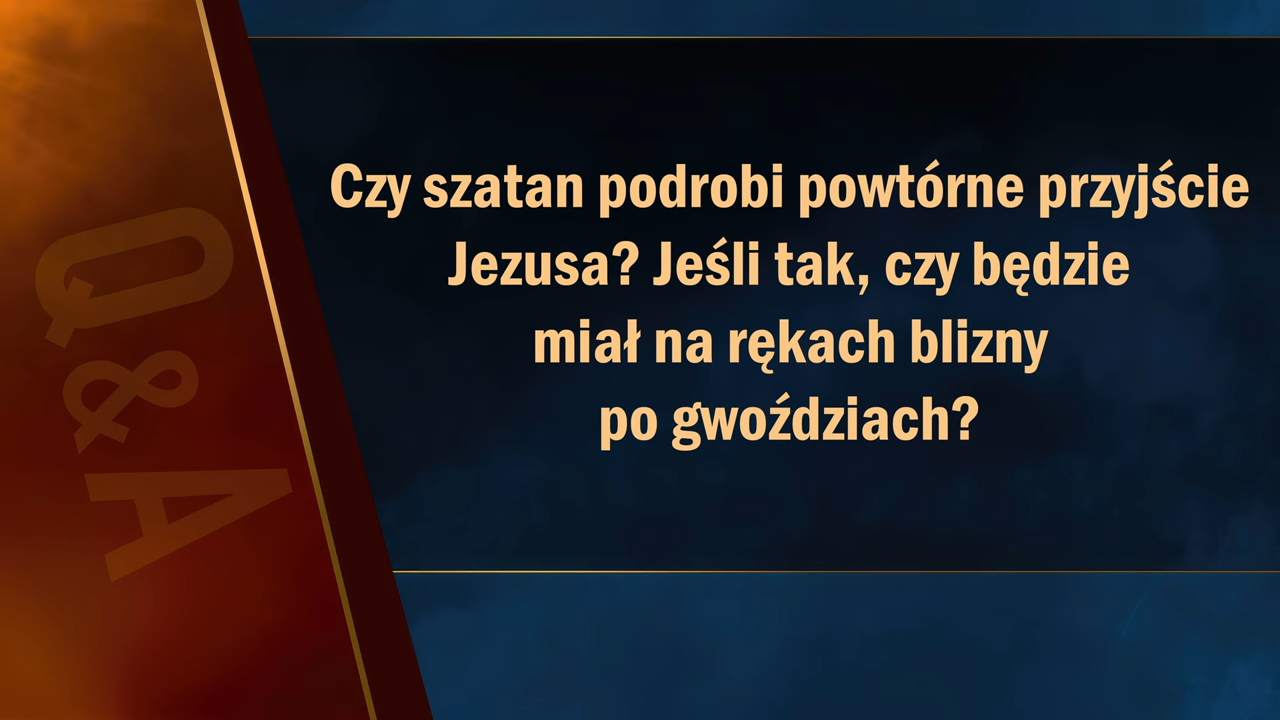 Q&A
Czy szatan podrobi powtórne przyjście
Jezusa? Jeśli tak, czy będzie
miał na rękach blizny
po gwoździach?